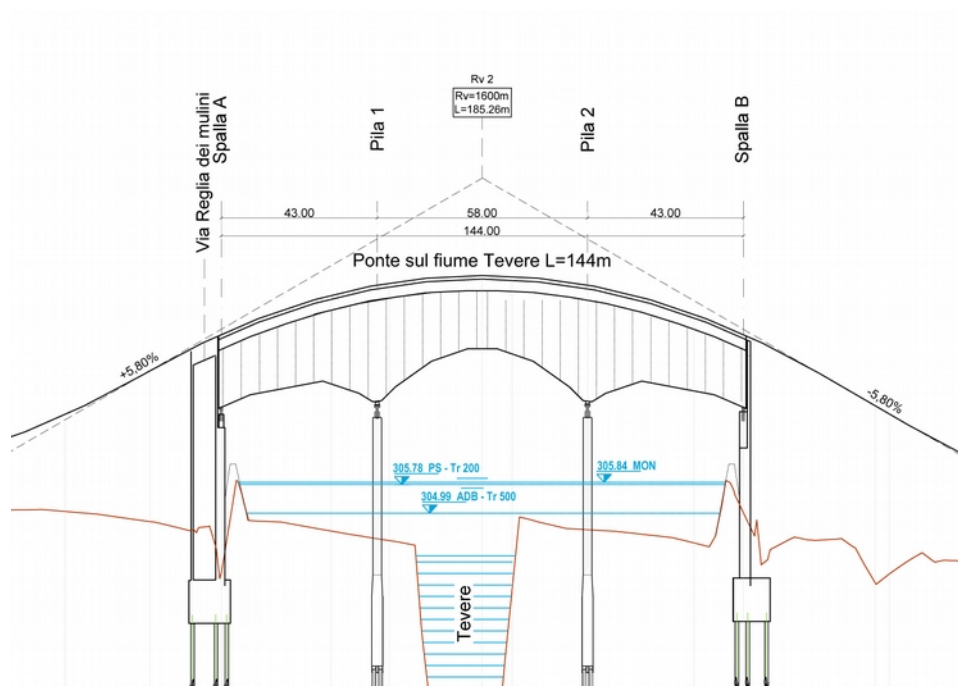 Rv 2
Rv=1600m
L=185.26m
Via Reglia dei mulini
Spalla A
Pila 1
Pila 2
Spalla B
43.00
58.00
43.00
144.00
Ponte sul fiume Tevere L=144m
+5,80%
-5,80%
305.78 PS - Tr 200
305.84 MON
304.99 ADB - Tr 500
Tevere